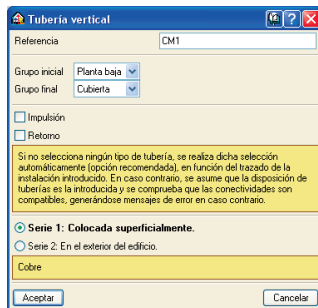 Tubería vertical
Referencia CM1
Grupo inicial Planta baja
Grupo final Cubierta
Impulsión
Retorno
Si no selecciona ningún tipo de tubería, se realiza dicha selección
automáticamente (opción recomendada), en función del trazado de la
instalación introducido. En caso contrario, se asume que la disposición de
tuberías es la introducida y se comprueba que las conectividades son
compatibles, generándose mensajes de error en caso contrario.
Serie 1: Colocada superficialmente.
Serie 2: En el exterior del edificio.
Cobre
Aceptar Cancelar